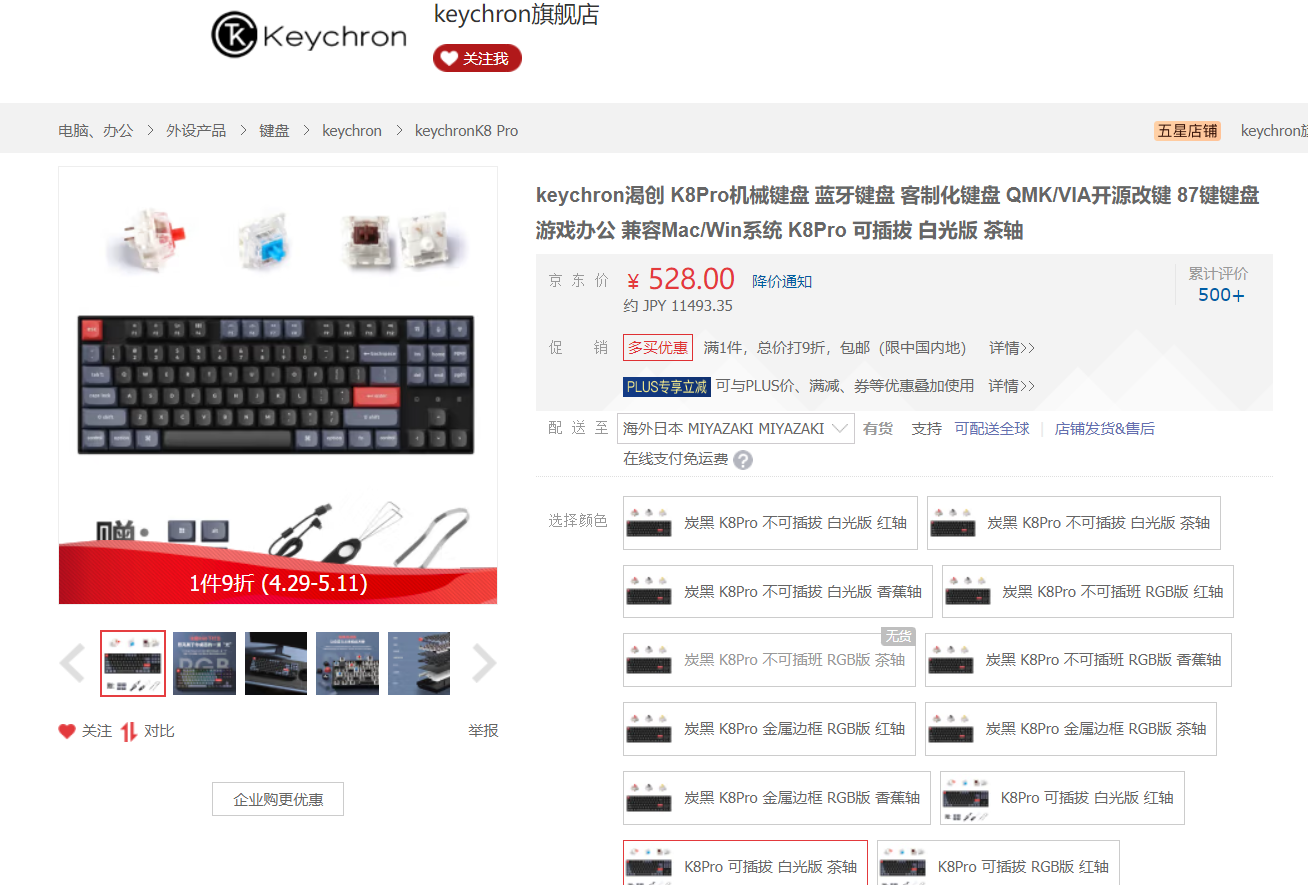 Keychron
keychron旗舰店
关注我
电脑、办公 > 外设产品 > 键盘 > keychron > keychronK8 Pro
五星店铺 keychron旗
keychron渴创 K8Pro机械键盘 蓝牙键盘 客制化键盘 QMK/VIA开源改键 87键键盘
游戏办公 兼容Mac/Win系统 K8Pro 可插拔 白光版 茶轴
京东价 ¥ 528.00 降价通知
累计评价
500+
约 JPY 11493.35
促销 多买优惠 满1件，总价打9折，包邮（限中国内地） 详情>>
PLUS专享立减 可与PLUS价、满减、券等优惠叠加使用 详情>>
配送至 海外日本 MIYAZAKI MIYAZAKI 有货 支持 可配送全球 | 店铺发货&售后
在线支付免运费 ?
选择颜色
炭黑 K8Pro 不可插拔 白光版 红轴
炭黑 K8Pro 不可插拔 白光版 茶轴
炭黑 K8Pro 不可插拔 白光版 香蕉轴
炭黑 K8Pro 不可插班 RGB版 红轴
无货
炭黑 K8Pro 不可插班 RGB版 茶轴
炭黑 K8Pro 不可插班 RGB版 香蕉轴
炭黑 K8Pro 金属边框 RGB版 红轴
炭黑 K8Pro 金属边框 RGB版 茶轴
炭黑 K8Pro 金属边框 RGB版 香蕉轴
K8Pro 可插拔 白光版 红轴
K8Pro 可插拔 白光版 茶轴
K8Pro 可插拔 RGB版 红轴
1件9折 (4.29-5.11)
关注 对比 举报
企业购更优惠